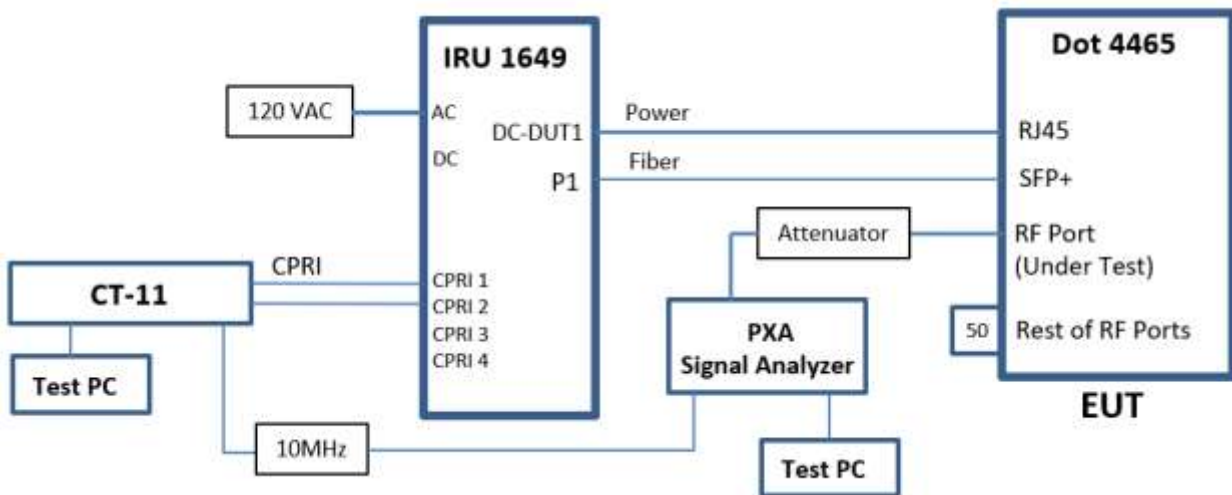 IRU 1649
120 VAC
AC
DC-DUT1
DC
P1
Power
Fiber
Dot 4465
RJ45
SFP+
RF Port
(Under Test)
50
Rest of RF Ports
EUT
Attenuator
CPRI
CT-11
CPRI 1
CPRI 2
CPRI 3
CPRI 4
Test PC
10MHz
PXA
Signal Analyzer
Test PC